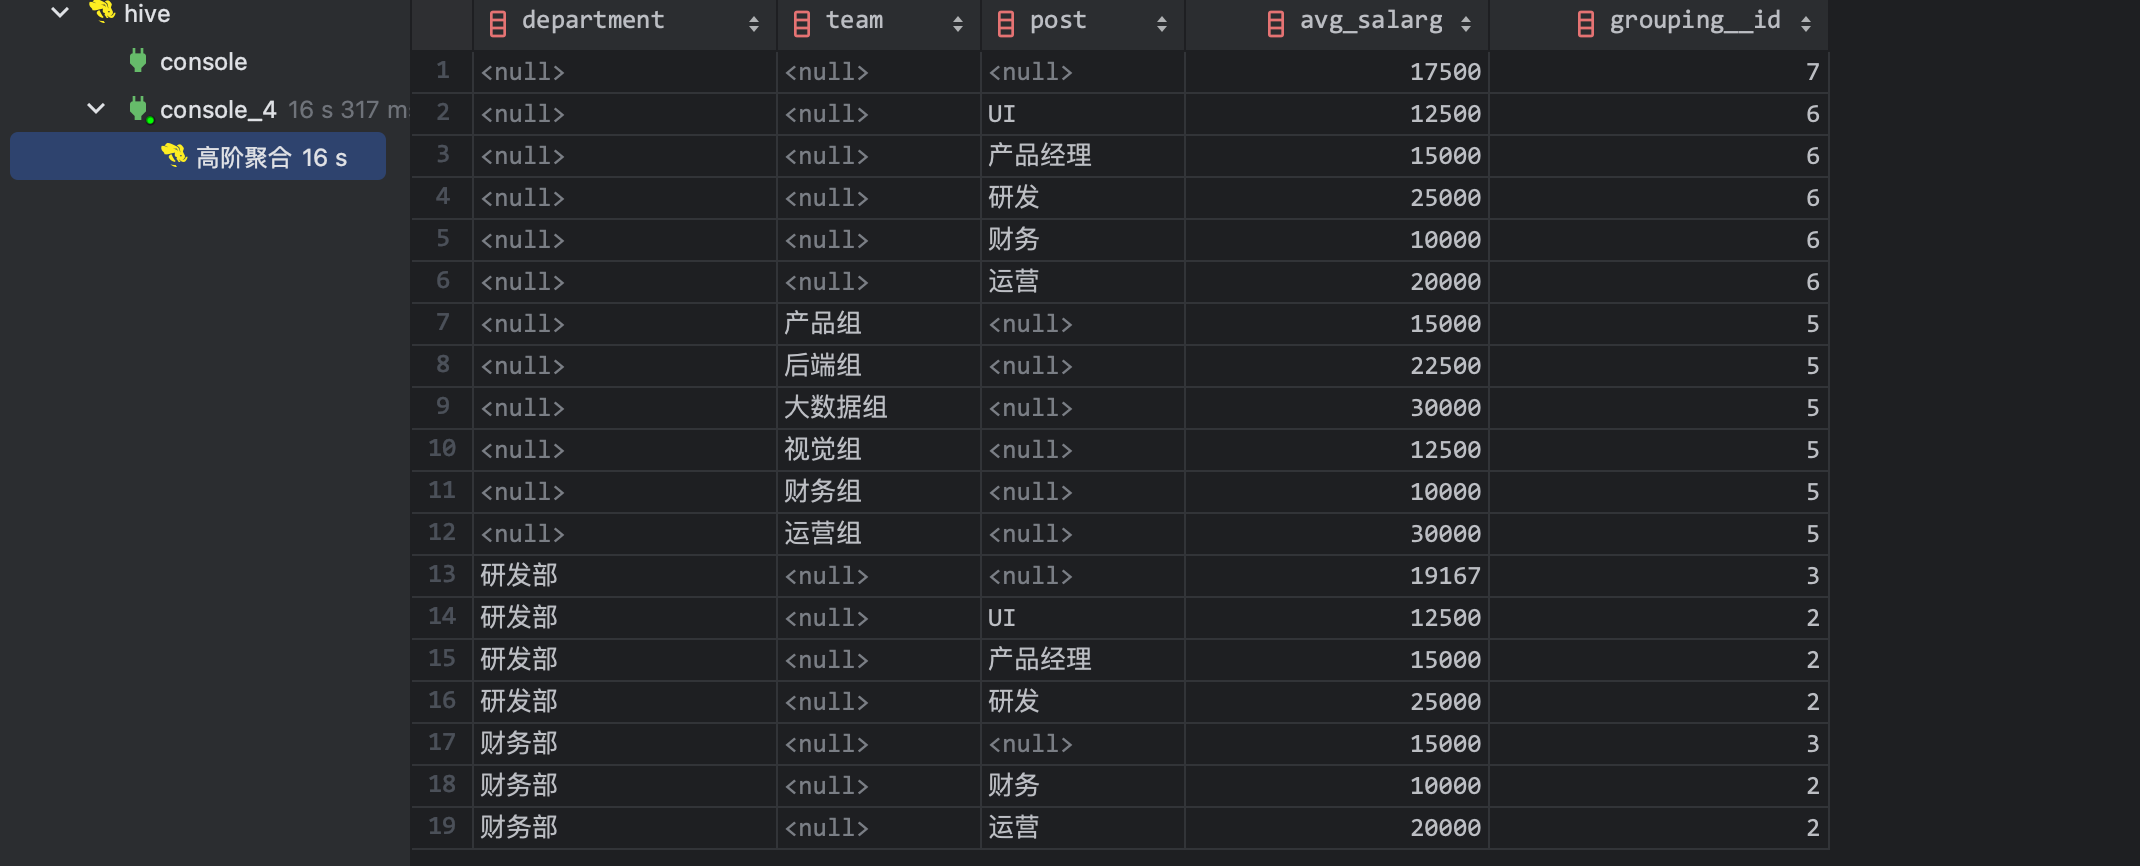 hive
console
console_4 16 s 317 m
高阶聚合 16 s
department team post avg_salarg grouping__id
1 <null> <null> <null> 17500 7
2 <null> <null> UI 12500 6
3 <null> <null> 产品经理 15000 6
4 <null> <null> 研发 25000 6
5 <null> <null> 财务 10000 6
6 <null> <null> 运营 20000 6
7 <null> 产品组 <null> 15000 5
8 <null> 后端组 <null> 22500 5
9 <null> 大数据组 <null> 30000 5
10 <null> 视觉组 <null> 12500 5
11 <null> 财务组 <null> 10000 5
12 <null> 运营组 <null> 30000 5
13 研发部 <null> <null> 19167 3
14 研发部 <null> UI 12500 2
15 研发部 <null> 产品经理 15000 2
16 研发部 <null> 研发 25000 2
17 财务部 <null> <null> 15000 3
18 财务部 <null> 财务 10000 2
19 财务部 <null> 运营 20000 2